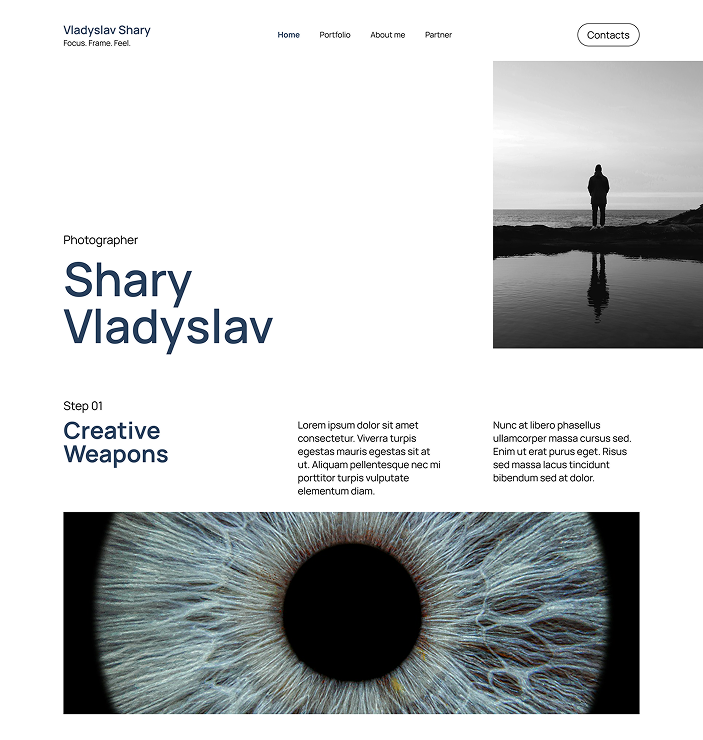 Vladyslav Shary
Focus. Frame. Feel.
Home Portfolio About me Partner
Contacts
Photographer
Shary
Vladyslav
Step 01
Creative
Weapons
Lorem ipsum dolor sit amet
consectetur. Viverra turpis
egestas mauris egestas sit at
ut. Aliquam pellentesque nec mi
porttitor turpis vulputate
elementum diam.
Nunc at libero phasellus
ullamcorper massa cursus sed.
Enim ut erat purus eget. Risus
sed massa lacus tincidunt
bibendum sed at dolor.